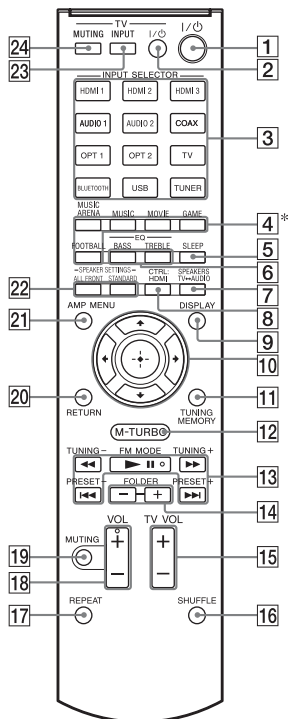 TV
MUTING INPUT I/⏻ I/⏻
24
23
1
2
INPUT SELECTOR
HDMI 1 HDMI 2 HDMI 3
AUDIO 1 AUDIO 2 COAX
3
OPT 1 OPT 2 TV
BLUETOOTH USB TUNER
MUSIC ARENA MUSIC MOVIE GAME
4*
EQ
FOOTBALL BASS TREBLE SLEEP
5
6
SPEAKER SETTINGS
ALL FRONT STANDARD
CTRL: HDMI
SPEAKERS TV↔AUDIO
22
7
8
21
AMP MENU
DISPLAY
9
10
20
RETURN
TUNING MEMORY
11
M-TURBO
12
TUNING– FM MODE TUNING+
13
PRESET– FOLDER PRESET+
– +
14
VOL TV VOL
+ +
– –
15
19
MUTING
18
17
REPEAT
SHUFFLE
16